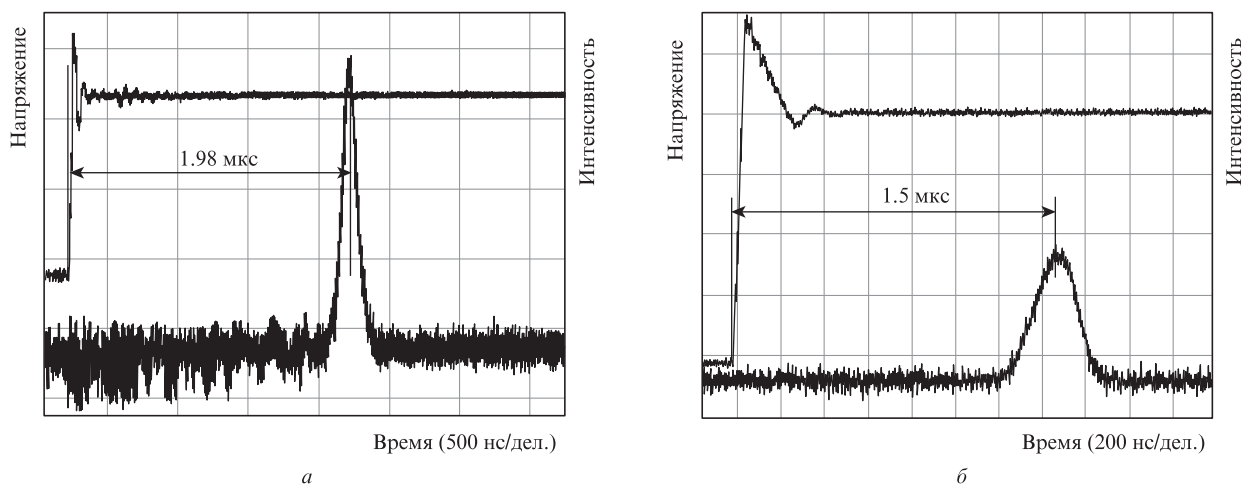 Напряжение
1.98 мкс
Интенсивность
Время (500 нс/дел.)
а
Напряжение
1.5 мкс
Интенсивность
Время (200 нс/дел.)
б